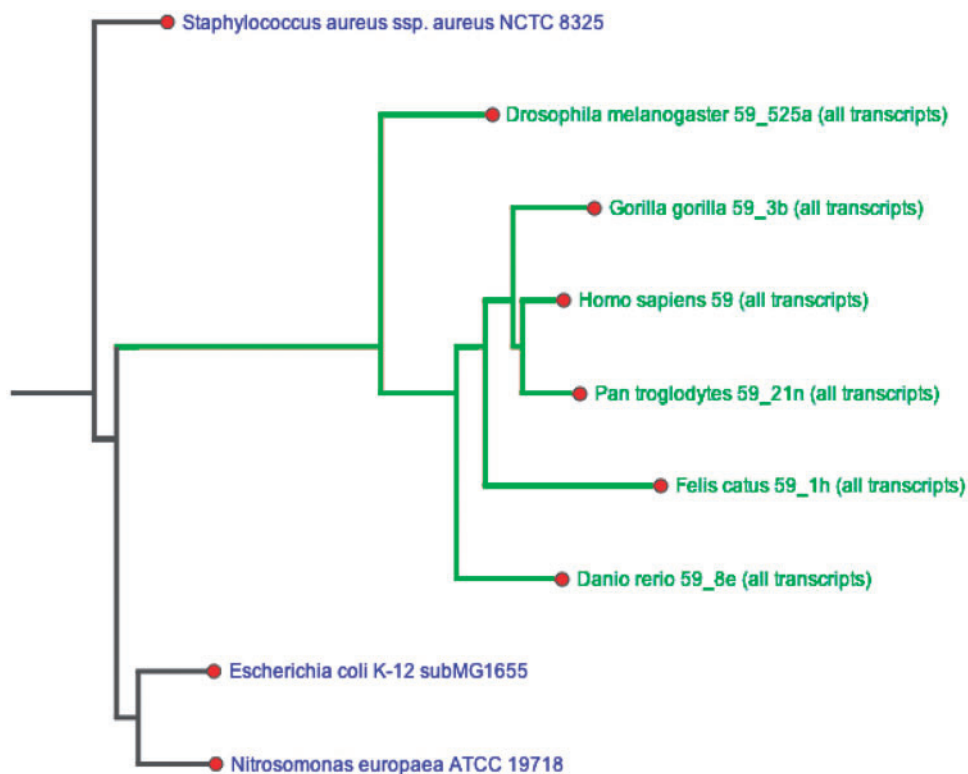 Staphylococcus aureus ssp. aureus NCTC 8325
Drosophila melanogaster 59_525a (all transcripts)
Gorilla gorilla 59_3b (all transcripts)
Homo sapiens 59 (all transcripts)
Pan troglodytes 59_21n (all transcripts)
Felis catus 59_1h (all transcripts)
Danio rerio 59_8e (all transcripts)
Escherichia coli K-12 subMG1655
Nitrosomonas europaea ATCC 19718